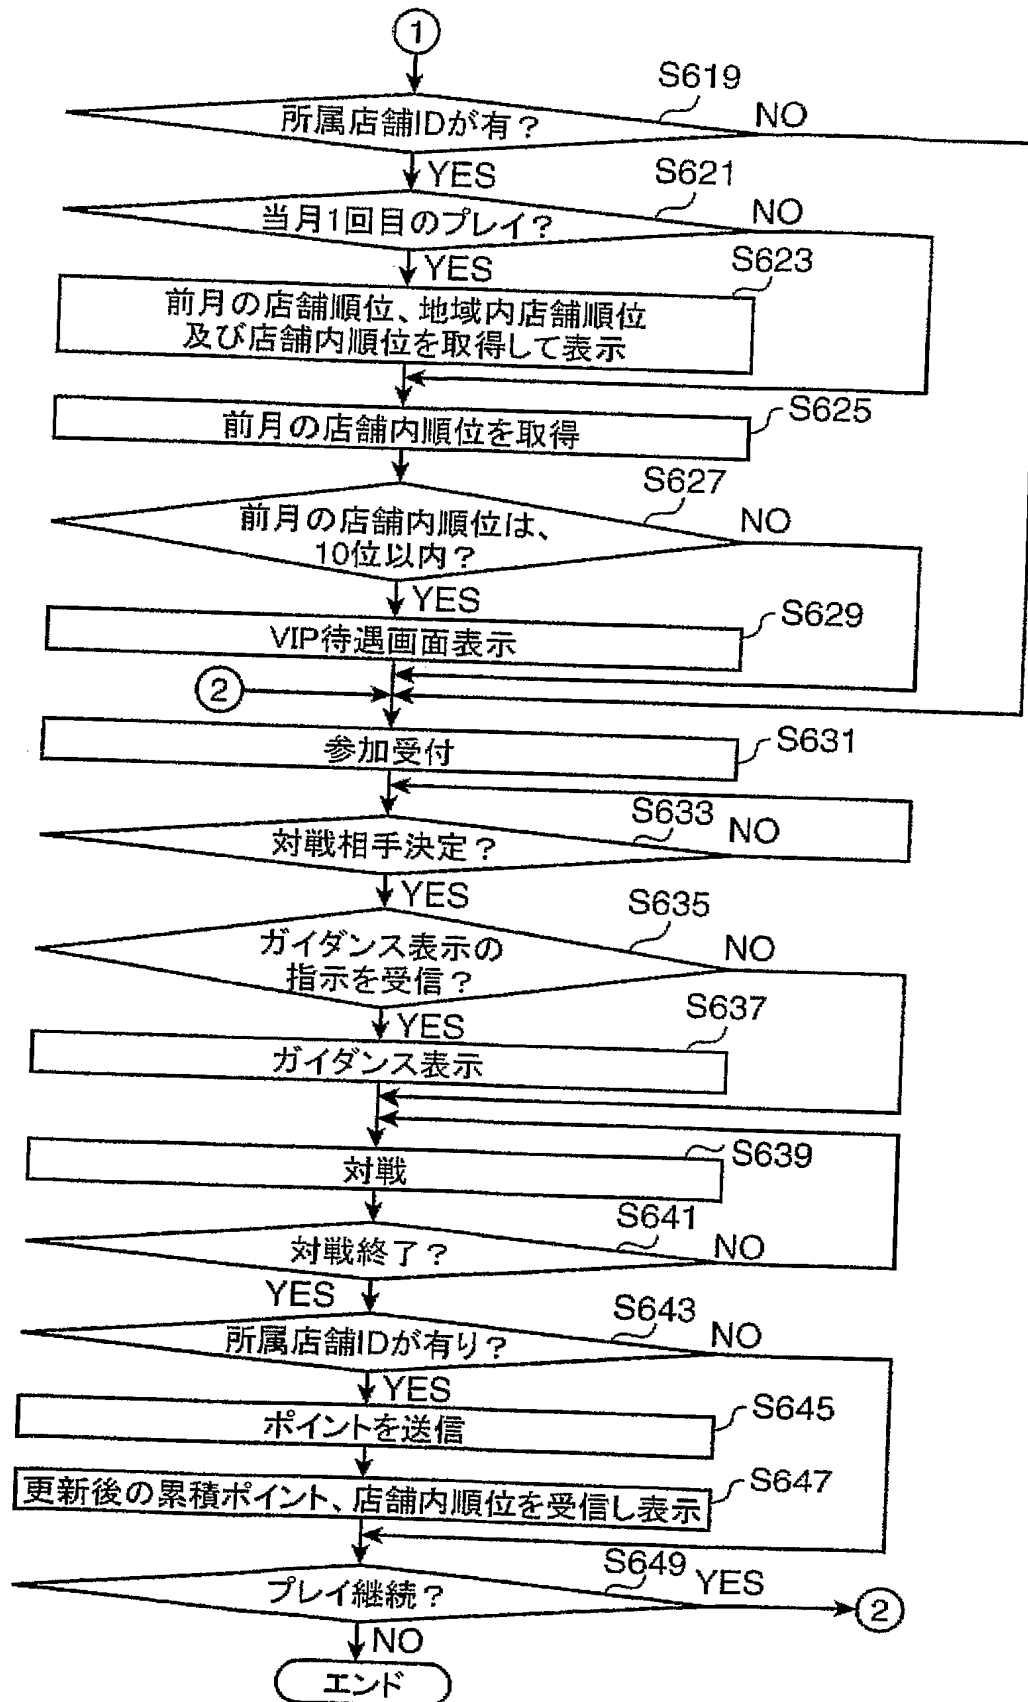 1
S619
所属店舗IDが有？
NO
YES
S621
当月1回目のプレイ？
NO
YES
S623
前月の店舗順位、地域内店舗順位
及び店舗内順位を取得して表示
S625
前月の店舗内順位を取得
S627
前月の店舗内順位は、
10位以内？
NO
YES
S629
VIP待遇画面表示
2
S631
参加受付
S633
対戦相手決定？
NO
YES
S635
ガイダンス表示の
指示を受信？
NO
YES
S637
ガイダンス表示
S639
対戦
S641
対戦終了？
NO
YES
S643
所属店舗IDが有り？
NO
YES
S645
ポイントを送信
S647
更新後の累積ポイント、店舗内順位を受信し表示
S649
プレイ継続？
YES
2
NO
エンド